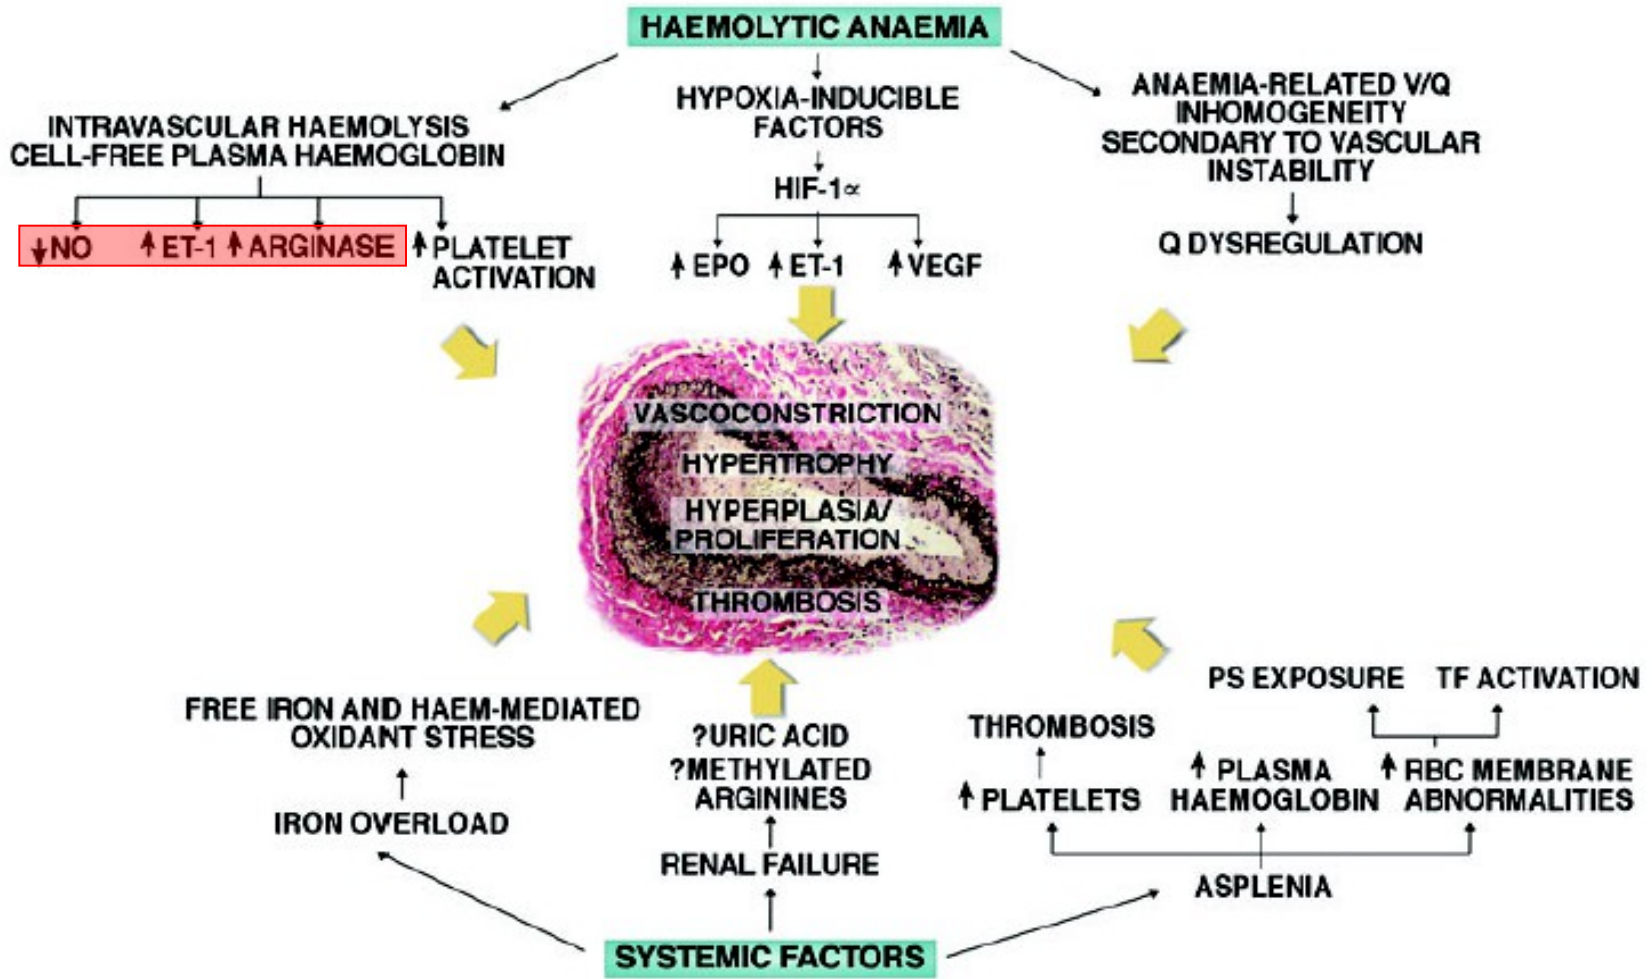 HAEMOLYTIC ANAEMIA
INTRAVASCULAR HAEMOLYSIS
CELL-FREE PLASMA HAEMOGLOBIN
↓NO
↑ET-1
↑ARGINASE
↑PLATELET
ACTIVATION
HYPOXIA-INDUCIBLE
FACTORS
HIF-1∝
↑EPO
↑ET-1
↑VEGF
ANAEMIA-RELATED V/Q
INHOMOGENEITY
SECONDARY TO VASCULAR
INSTABILITY
Q DYSREGULATION
VASCOCONSTRICTION
HYPERTROPHY
HYPERPLASIA/
PROLIFERATION
THROMBOSIS
FREE IRON AND HAEM-MEDIATED
OXIDANT STRESS
IRON OVERLOAD
?URIC ACID
?METHYLATED
ARGININES
RENAL FAILURE
THROMBOSIS
↑PLATELETS
↑PLASMA
HAEMOGLOBIN
PS EXPOSURE
TF ACTIVATION
↑RBC MEMBRANE
ABNORMALITIES
ASPLENIA
SYSTEMIC FACTORS